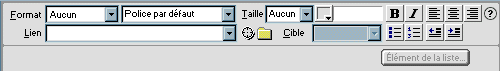 Format Aucun Police par défaut Taille Aucun B I ?
Lien Cible
Élément de la liste...